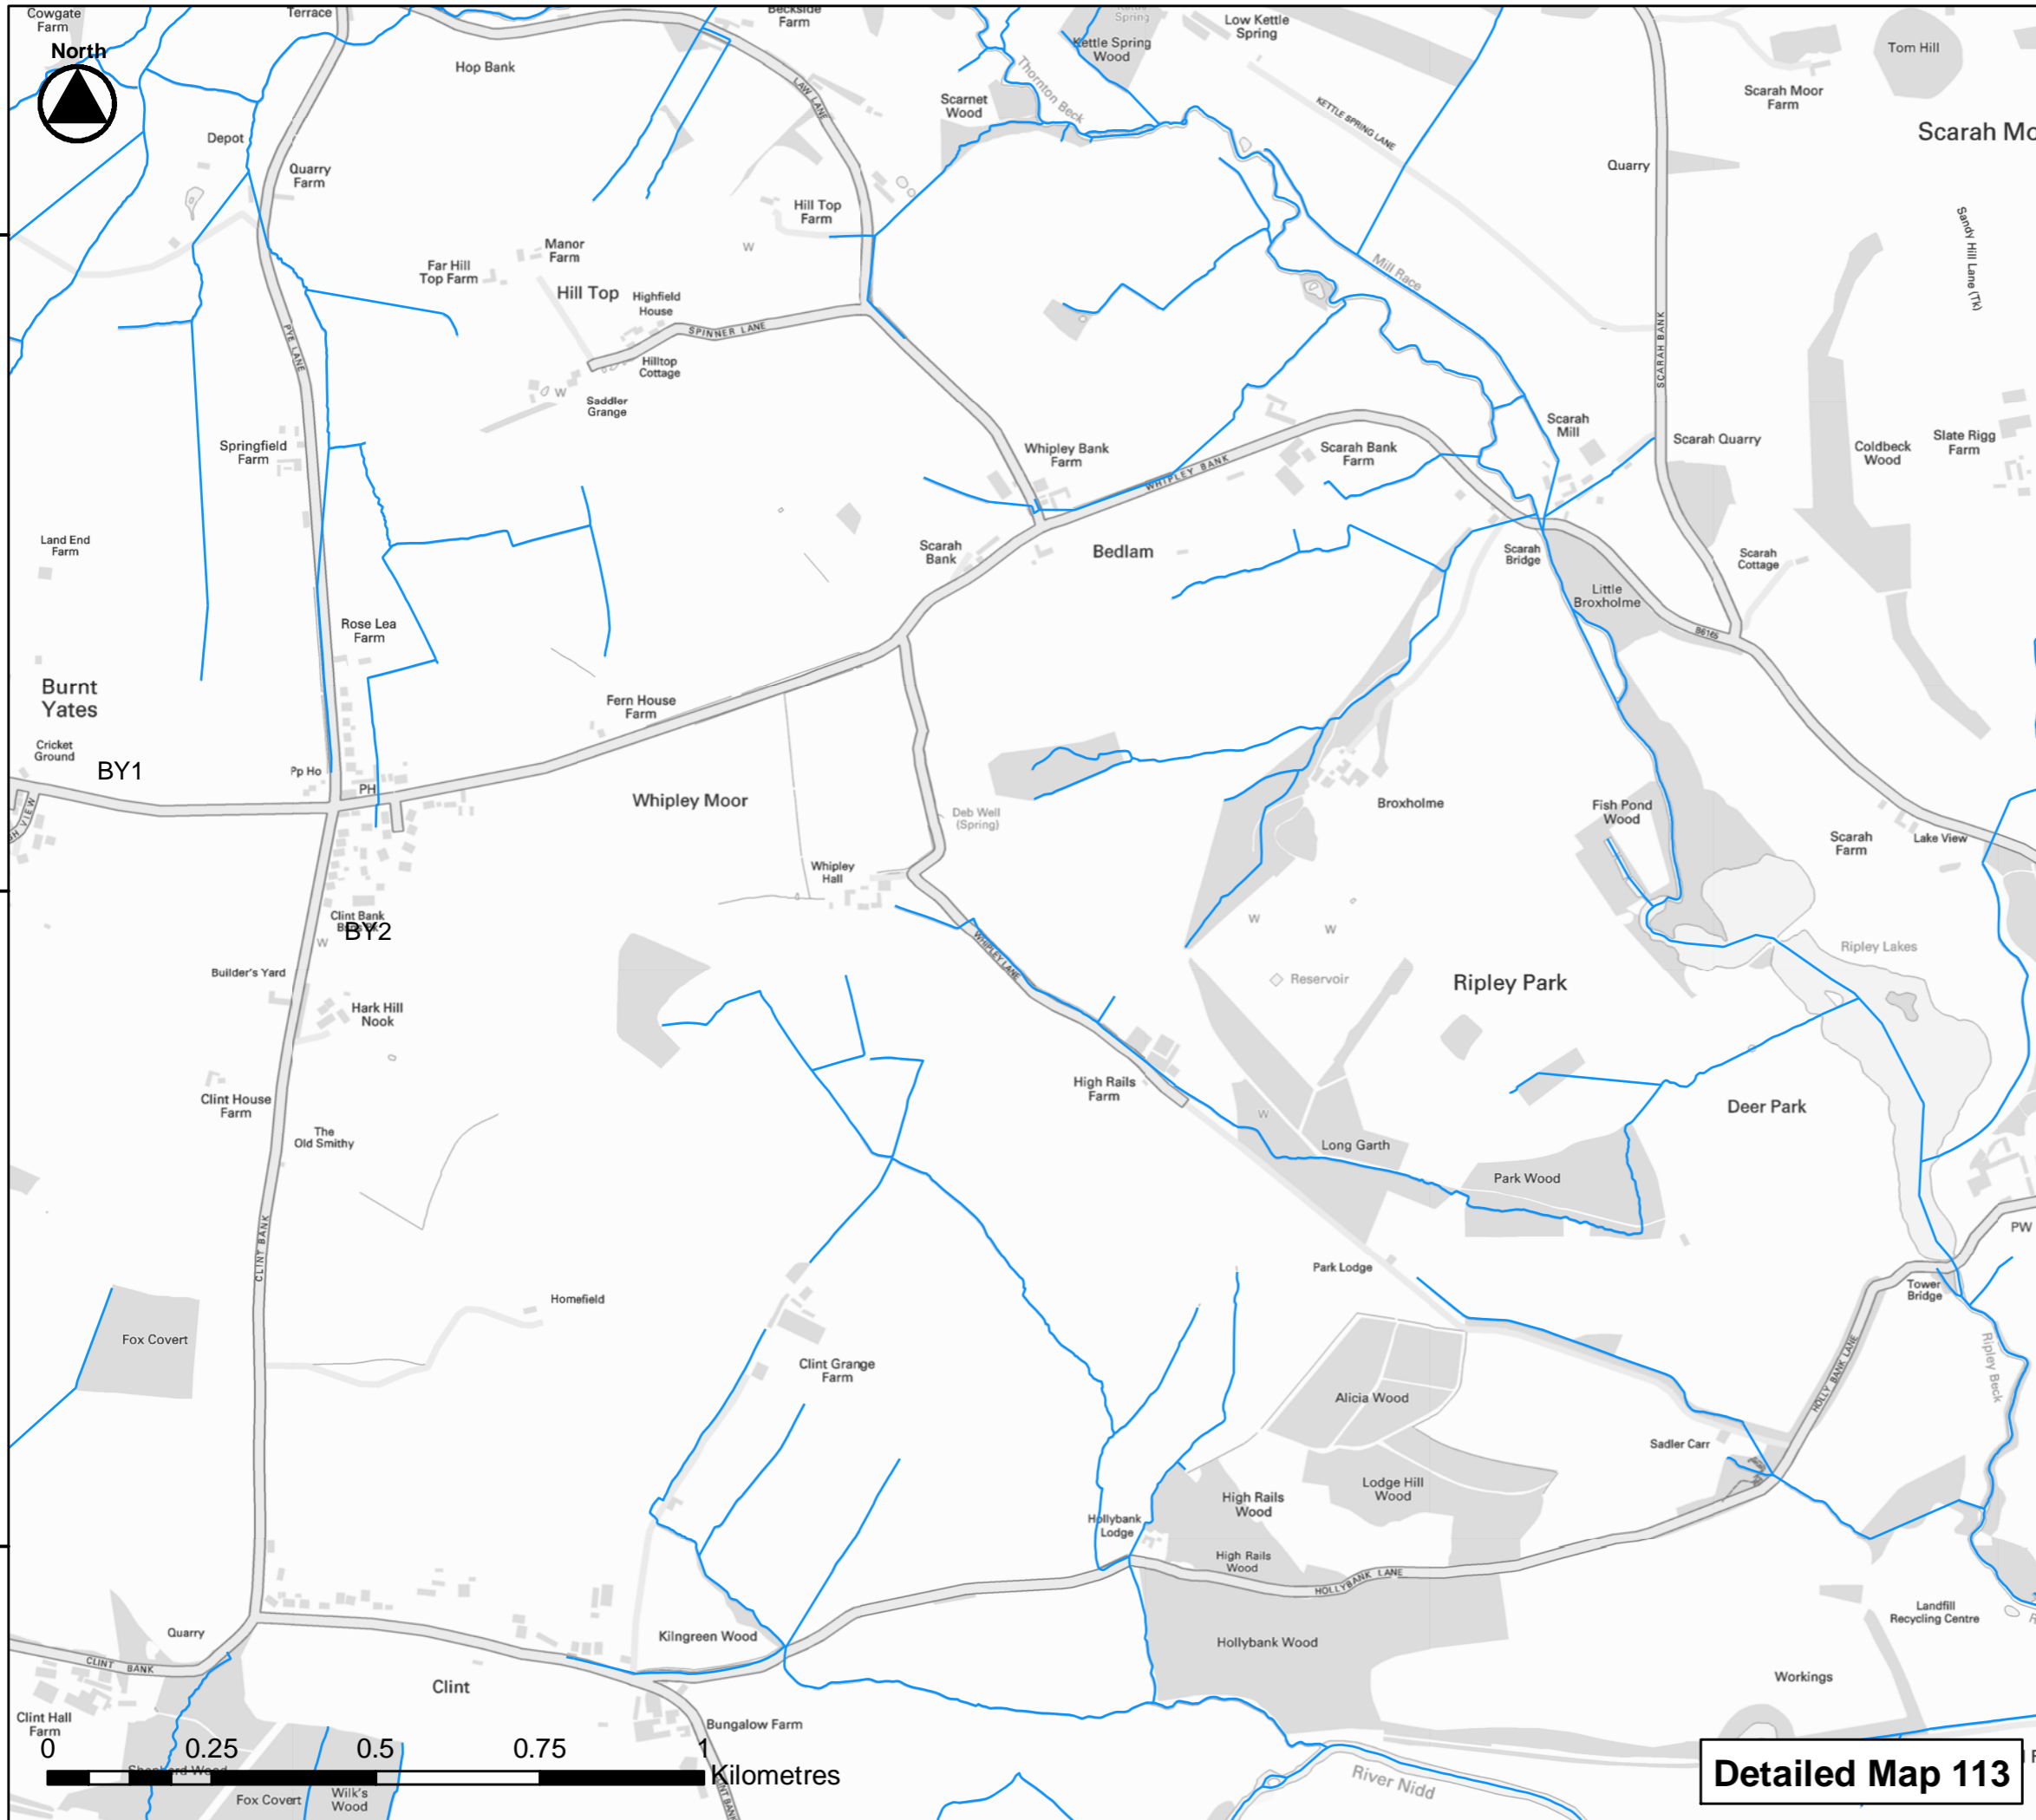 Cowgate
Farm
Terrace
Beckside
Farm
Kettle
Spring
Low Kettle
Spring
Kettle Spring
Wood
Tom Hill
North
Hop Bank
LAW LANE
Thornton Beck
Scarnet
Wood
KETTLE SPRING LANE
Scarah Moor
Farm
Scarah Mo
Depot
Quarry
Farm
Quarry
Hill Top
Farm
Sandy Hill Lane (Tk)
Manor
Farm
W
Far Hill
Top Farm
Hill Top
Highfield
House
Mill Race
SPINNER LANE
PYE LANE
SCARAH BANK
Hilltop
Cottage
W
Saddler
Grange
Springfield
Farm
Whipley Bank
Farm
WHIPLEY BANK
Scarah Bank
Farm
Scarah
Mill
Scarah Quarry
Coldbeck
Wood
Slate Rigg
Farm
Land End
Farm
Scarah
Bank
Bedlam
Scarah
Bridge
Scarah
Cottage
Little
Broxholme
B6165
Rose Lea
Farm
Burnt
Yates
Fern House
Farm
Cricket
Ground
BY1
Pp Ho
PH
Whipley Moor
Deb Well
(Spring)
Broxholme
Fish Pond
Wood
Scarah
Farm
Lake View
VIEW
Whipley
Hall
Clint Bank
BY2
W
W
W
Ripley Lakes
WHIPLEY LANE
Builder's Yard
Reservoir
Ripley Park
Hark Hill
Nook
High Rails
Farm
Clint House
Farm
Deer Park
The
Old Smithy
W
Long Garth
Park Wood
PW
CLINT BANK
Park Lodge
Tower
Bridge
Homefield
Fox Covert
Clint Grange
Farm
Ripley Beck
HOLLY BANK LANE
Alicia Wood
Sadler Carr
Lodge Hill
Wood
High Rails
Wood
Hollybank
Lodge
High Rails
Wood
HOLLYBANK LANE
Landfill
Recycling Centre
Quarry
Kilngreen Wood
Hollybank Wood
CLINT BANK
Clint
Workings
Clint Hall
Farm
Bungalow Farm
0 0.25 0.5 0.75 1
Kilometres
Shepherd Wood
Fox Covert
Wilk's
Wood
CLINT BANK
River Nidd
Detailed Map 113